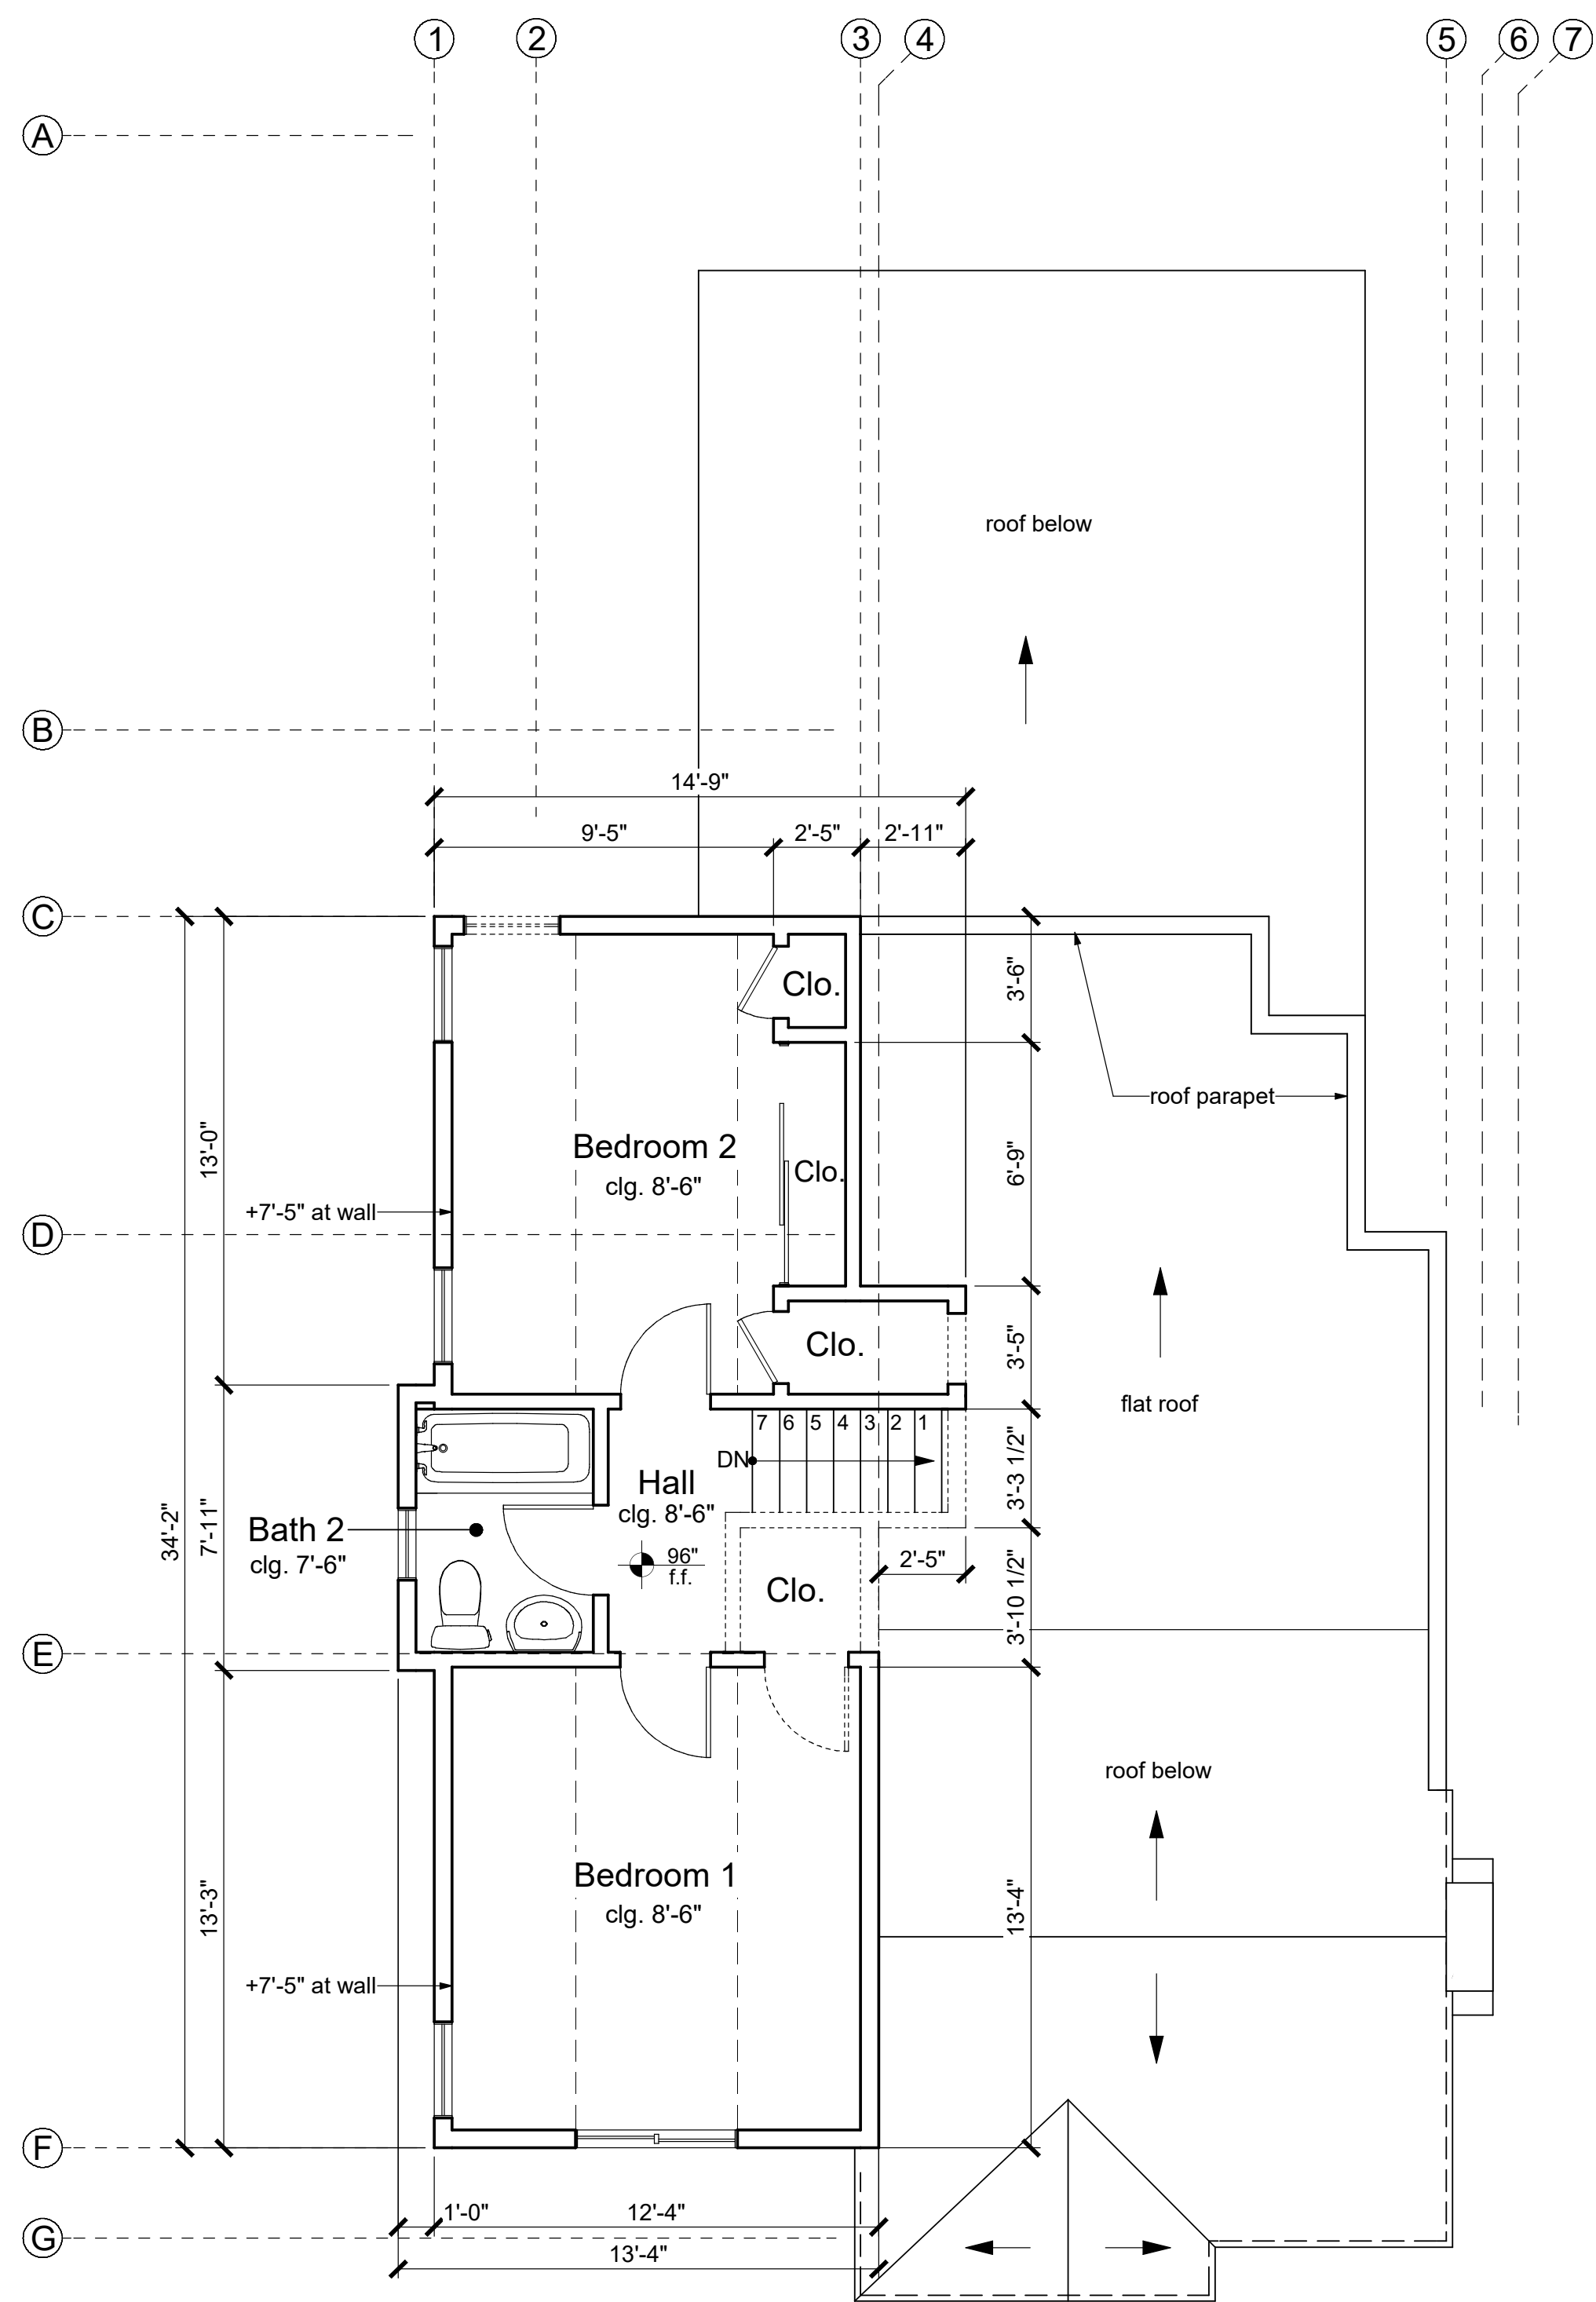 1 2 3 4 5 6 7
A
roof below
B
14'-9"
9'-5" 2'-5" 2'-11"
C
Clo.
3'-6"
roof parapet
13'-0"
Bedroom 2
6'-9"
Clo.
clg. 8'-6"
+7'-5" at wall
D
Clo.
3'-5"
flat roof
7 6 5 4 3 2 1
DN
Hall
3'-3 1/2"
clg. 8'-6"
34'-2"
7'-11"
Bath 2
clg. 7'-6"
96"
f.f.
2'-5"
Clo.
3'-10 1/2"
E
roof below
Bedroom 1
13'-3"
13'-4"
clg. 8'-6"
+7'-5" at wall
F
1'-0" 12'-4"
G
13'-4"